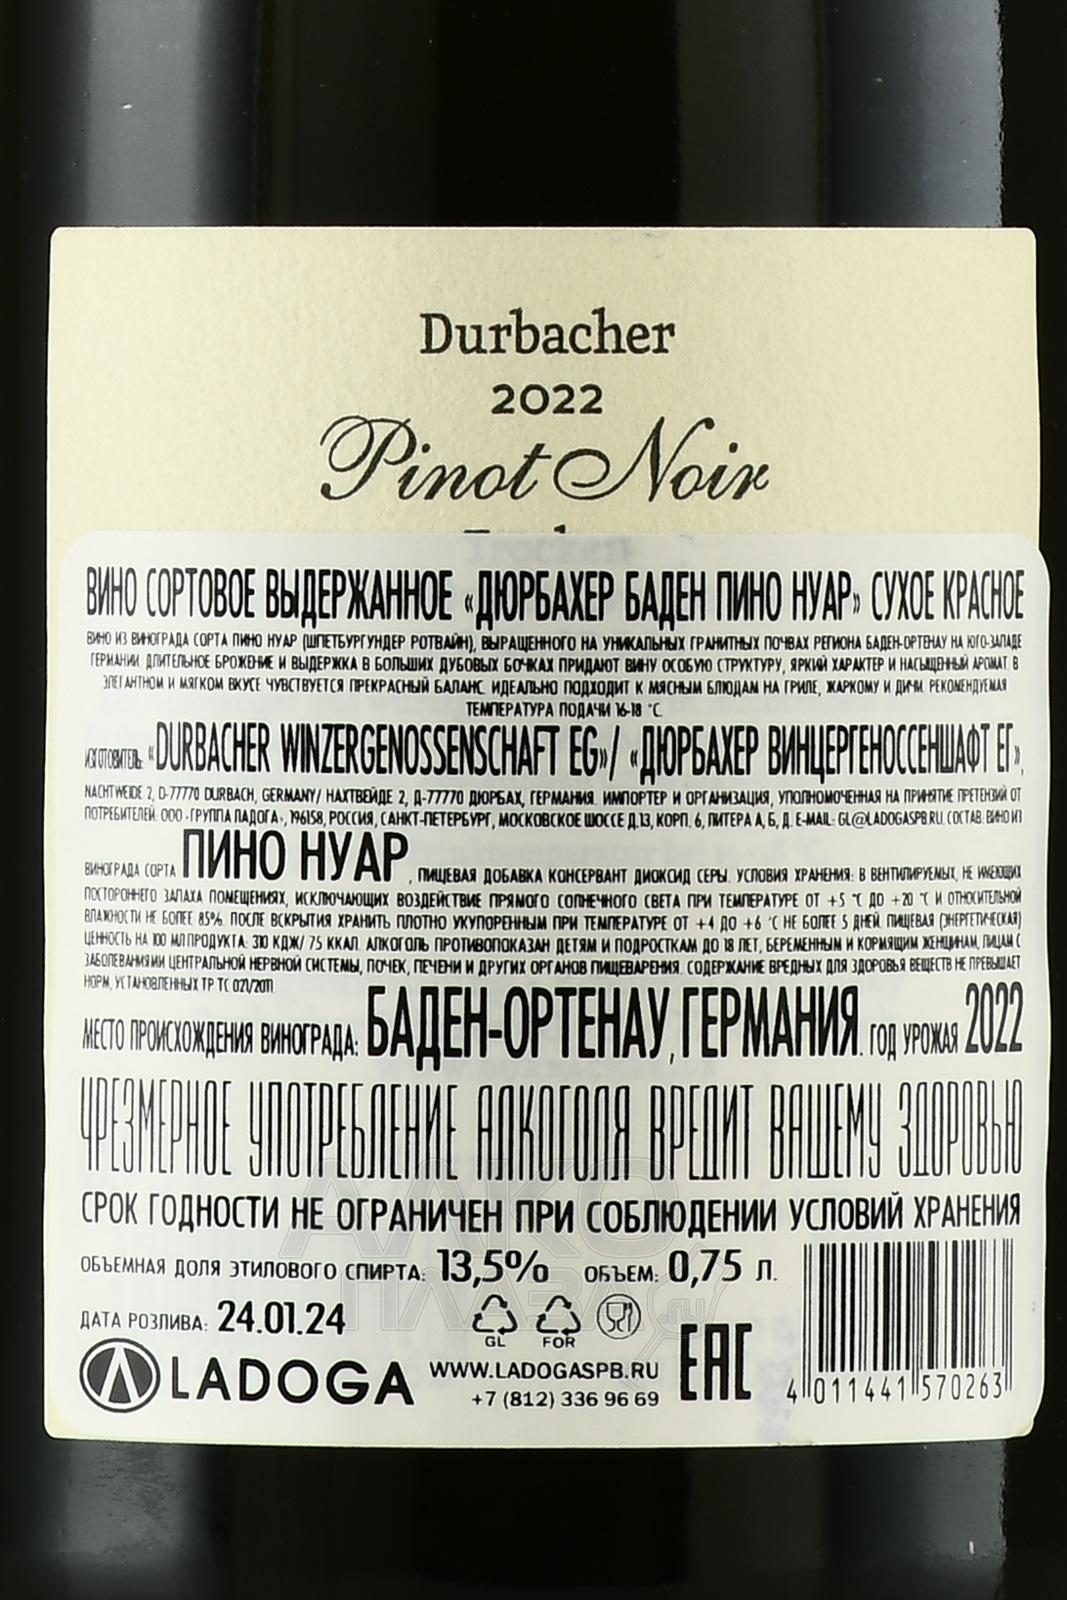 Durbacher
2022
Pinot Noir
Trocken
ВИНО СОРТОВОЕ ВЫДЕРЖАННОЕ «ДЮРБАХЕР БАДЕН ПИНО НУАР» СУХОЕ КРАСНОЕ
ВИНО ИЗ ВИНОГРАДА СОРТА ПИНО НУАР (ШПЕТБУРГУНДЕР РОТВАЙН), ВЫРАЩЕННОГО НА УНИКАЛЬНЫХ ГРАНИТНЫХ ПОЧВАХ РЕГИОНА БАДЕН-ОРТЕНАУ НА ЮГО-ЗАПАДЕ
ГЕРМАНИИ. ДЛИТЕЛЬНОЕ БРОЖЕНИЕ И ВЫДЕРЖКА В БОЛЬШИХ ДУБОВЫХ БОЧКАХ ПРИДАЮТ ВИНУ ОСОБУЮ СТРУКТУРУ, ЯРКИЙ ХАРАКТЕР И НАСЫЩЕННЫЙ АРОМАТ. В
ЭЛЕГАНТНОМ И МЯГКОМ ВКУСЕ ЧУВСТВУЕТСЯ ПРЕКРАСНЫЙ БАЛАНС. ИДЕАЛЬНО ПОДХОДИТ К МЯСНЫМ БЛЮДАМ НА ГРИЛЕ, ЖАРКОМУ И ДИЧИ. РЕКОМЕНДУЕМАЯ
ТЕМПЕРАТУРА ПОДАЧИ 16-18 °C.
ИЗГОТОВИТЕЛЬ: «DURBACHER WINZERGENOSSENSCHAFT EG»/ «ДЮРБАХЕР ВИНЦЕРГЕНОССЕНШАФТ ЕГ»,
NACHTWEIDE 2, D-77770 DURBACH, GERMANY/ НАХТВЕЙДЕ 2, Д-77770 ДЮРБАХ, ГЕРМАНИЯ. ИМПОРТЕР И ОРГАНИЗАЦИЯ, УПОЛНОМОЧЕННАЯ НА ПРИНЯТИЕ ПРЕТЕНЗИЙ ОТ
ПОТРЕБИТЕЛЕЙ: ООО «ГРУППА ЛАДОГА», 196158, РОССИЯ, САНКТ-ПЕТЕРБУРГ, МОСКОВСКОЕ ШОССЕ Д.13, КОРП. 6, ЛИТЕРА А, Б, Д. E-MAIL: GL@LADOGASPB.RU. СОСТАВ: ВИНО ИЗ
ВИНОГРАДА СОРТА ПИНО НУАР, ПИЩЕВАЯ ДОБАВКА КОНСЕРВАНТ ДИОКСИД СЕРЫ. УСЛОВИЯ ХРАНЕНИЯ: В ВЕНТИЛИРУЕМЫХ, НЕ ИМЕЮЩИХ
ПОСТОРОННЕГО ЗАПАХА ПОМЕЩЕНИЯХ, ИСКЛЮЧАЮЩИХ ВОЗДЕЙСТВИЕ ПРЯМОГО СОЛНЕЧНОГО СВЕТА ПРИ ТЕМПЕРАТУРЕ ОТ +5 °C ДО +20 °C И ОТНОСИТЕЛЬНОЙ
ВЛАЖНОСТИ НЕ БОЛЕЕ 85%. ПОСЛЕ ВСКРЫТИЯ ХРАНИТЬ ПЛОТНО УКУПОРЕННЫМ ПРИ ТЕМПЕРАТУРЕ ОТ +4 ДО +6 °C НЕ БОЛЕЕ 5 ДНЕЙ. ПИЩЕВАЯ (ЭНЕРГЕТИЧЕСКАЯ)
ЦЕННОСТЬ НА 100 МЛ ПРОДУКТА: 310 КДЖ/ 75 ККАЛ. АЛКОГОЛЬ ПРОТИВОПОКАЗАН ДЕТЯМ И ПОДРОСТКАМ ДО 18 ЛЕТ, БЕРЕМЕННЫМ И КОРМЯЩИМ ЖЕНЩИНАМ, ЛИЦАМ С
ЗАБОЛЕВАНИЯМИ ЦЕНТРАЛЬНОЙ НЕРВНОЙ СИСТЕМЫ, ПОЧЕК, ПЕЧЕНИ И ДРУГИХ ОРГАНОВ ПИЩЕВАРЕНИЯ. СОДЕРЖАНИЕ ВРЕДНЫХ ДЛЯ ЗДОРОВЬЯ ВЕЩЕСТВ НЕ ПРЕВЫШАЕТ
НОРМ, УСТАНОВЛЕННЫХ ТР ТС 021/2011
МЕСТО ПРОИСХОЖДЕНИЯ ВИНОГРАДА: БАДЕН-ОРТЕНАУ, ГЕРМАНИЯ. ГОД УРОЖАЯ 2022
ЧРЕЗМЕРНОЕ УПОТРЕБЛЕНИЕ АЛКОГОЛЯ ВРЕДИТ ВАШЕМУ ЗДОРОВЬЮ
СРОК ГОДНОСТИ НЕ ОГРАНИЧЕН ПРИ СОБЛЮДЕНИИ УСЛОВИЙ ХРАНЕНИЯ
ОБЪЕМНАЯ ДОЛЯ ЭТИЛОВОГО СПИРТА: 13,5% ОБЪЕМ: 0,75 Л.
ДАТА РОЗЛИВА: 24.01.24
GL FOR
LADOGA
WWW.LADOGASPB.RU
+7 (812) 336 96 69
EAC
4 011441 570263
АЛКО
ПЛАЗА.ru